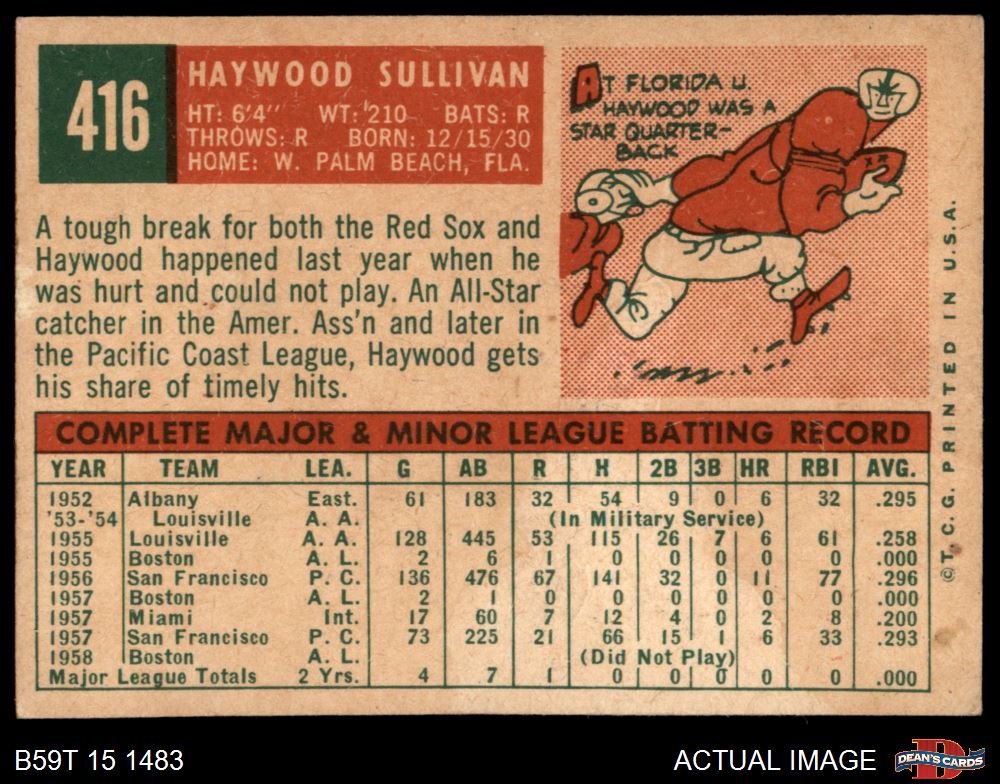 416
HAYWOOD SULLIVAN
HT: 6'4" WT: 210 BATS: R
THROWS: R BORN: 12/15/30
HOME: W. PALM BEACH, FLA.
AT FLORIDA U.
HAYWOOD WAS A
STAR QUARTER-
BACK
A tough break for both the Red Sox and
Haywood happened last year when he
was hurt and could not play. An All-Star
catcher in the Amer. Ass'n and later in
the Pacific Coast League, Haywood gets
his share of timely hits.
COMPLETE MAJOR & MINOR LEAGUE BATTING RECORD
YEAR TEAM LEA. G AB R H 2B 3B HR RBI AVG.
1952 Albany East. 61 183 32 54 9 0 6 32 .295
'53-'54 Louisville A. A. (In Military Service)
1955 Louisville A. A. 128 445 53 115 26 7 6 61 .258
1955 Boston A. L. 2 6 1 0 0 0 0 0 .000
1956 San Francisco P. C. 136 476 67 141 32 0 11 77 .296
1957 Boston A. L. 2 1 0 0 0 0 0 0 .000
1957 Miami Int. 17 60 7 12 4 0 2 8 .200
1957 San Francisco P. C. 73 225 21 66 15 1 6 33 .293
1958 Boston A. L. (Did Not Play)
Major League Totals 2 Yrs. 4 7 1 0 0 0 0 0 .000
©T. C. G. PRINTED IN U.S.A.
B59T 15 1483
ACTUAL IMAGE
DEAN'S CARDS